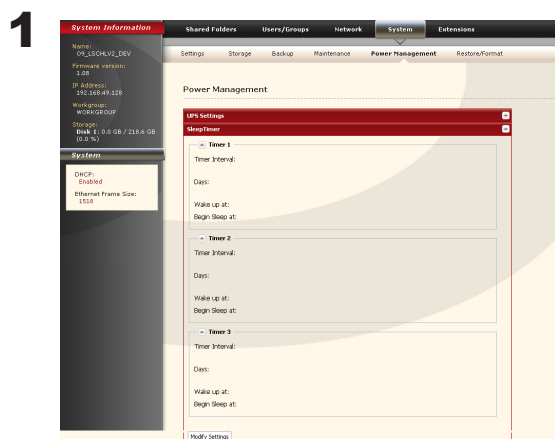 1
System Information
Name:
O9_LSCHLV2_DEV
Firmware version:
1.08
IP Address:
192.168.49.128
Workgroup:
WORKGROUP
Storage:
Disk 1: 0.0 GB / 218.6 GB
(0.0 %)
System
DHCP:
Enabled
Ethernet Frame Size:
1518
Shared Folders Users/Groups Network System Extensions
Settings Storage Backup Maintenance Power Management Restore/Format
Power Management
UPS Settings
SleepTimer
Timer 1
Timer Interval:
Days:
Wake up at:
Begin Sleep at:
Timer 2
Timer Interval:
Days:
Wake up at:
Begin Sleep at:
Timer 3
Timer Interval:
Days:
Wake up at:
Begin Sleep at:
Modify Settings